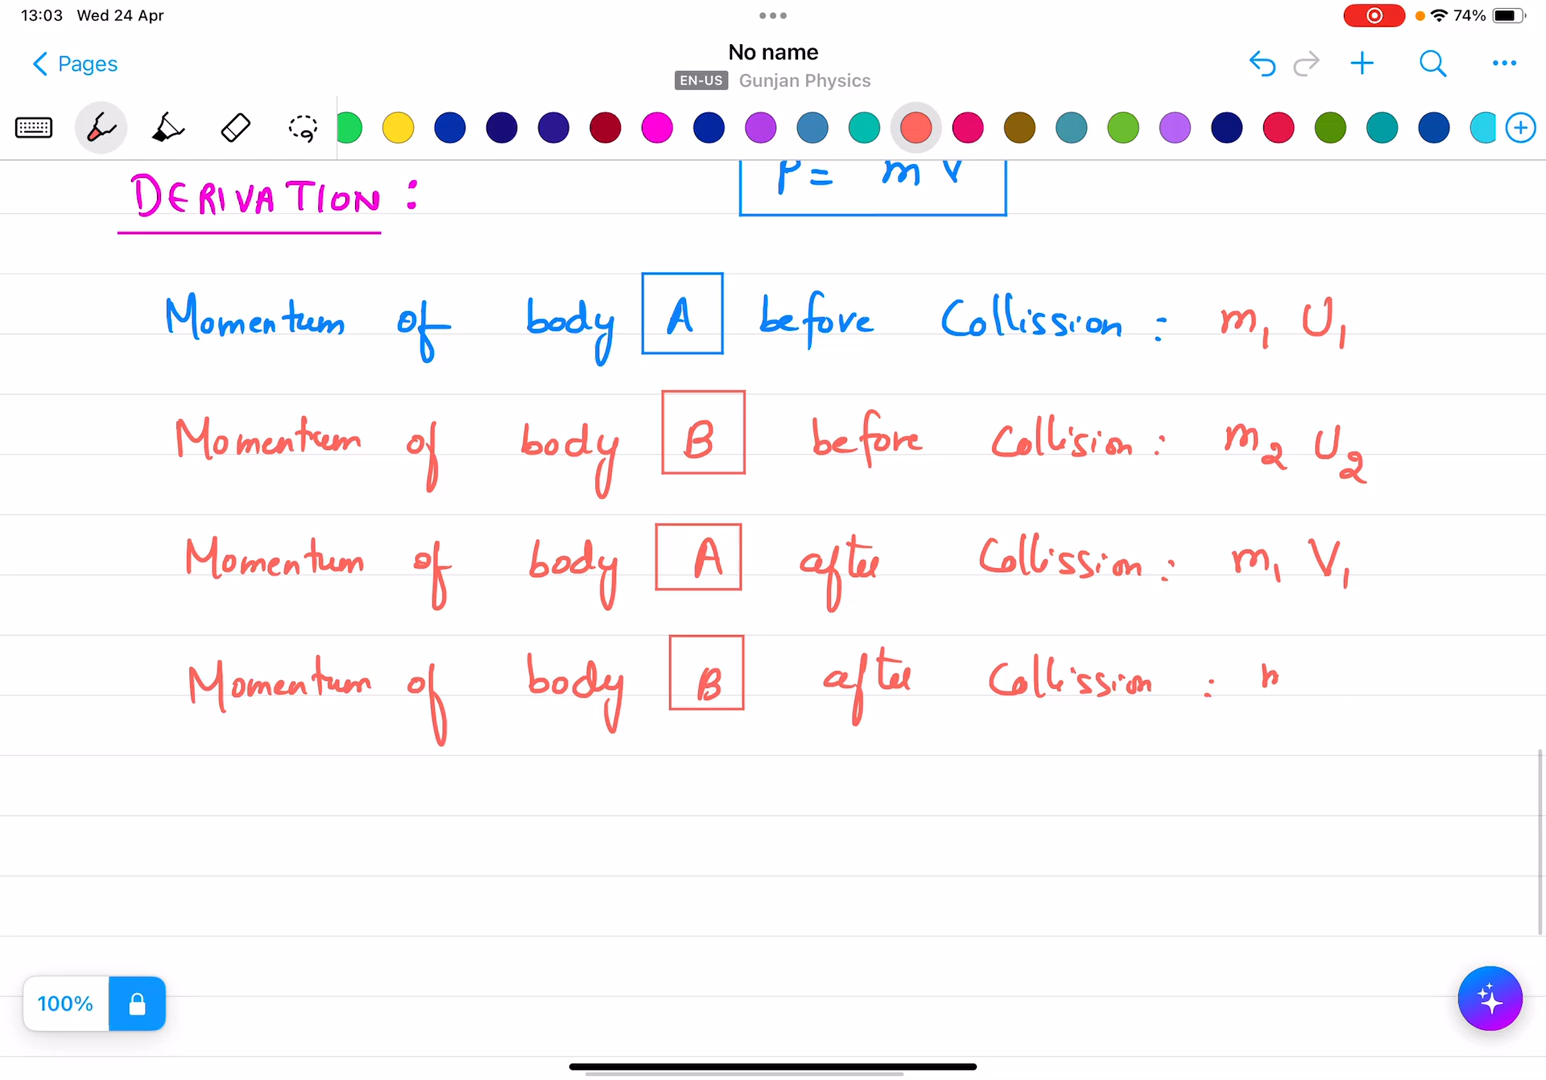 13:03 Wed 24 Apr
74%
Pages
No name
EN-US Gunjan Physics
DERIVATION :
P = m V
Momentum of body A before Collission : m₁ U₁
Momentum of body B before Collision : m₂ U₂
Momentum of body A after Collission : m₁ V₁
Momentum of body B after Collission :
100%